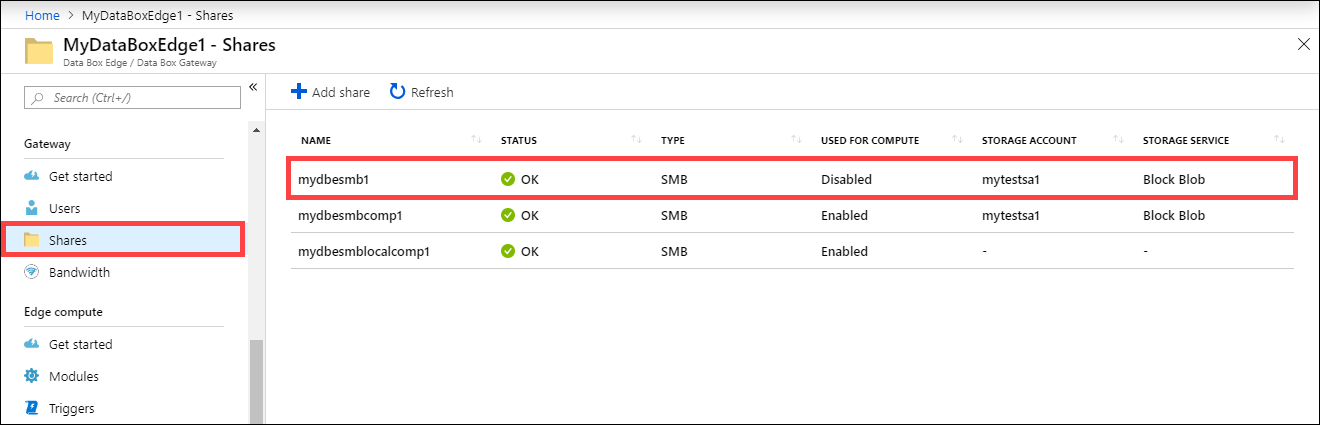 Home > MyDataBoxEdge1 - Shares
MyDataBoxEdge1 - Shares
Data Box Edge / Data Box Gateway
Search (Ctrl+/)
«
Add share Refresh
Gateway
Get started
Users
Shares
Bandwidth
Edge compute
Get started
Modules
Triggers
NAME STATUS TYPE USED FOR COMPUTE STORAGE ACCOUNT STORAGE SERVICE
mydbesmb1 OK SMB Disabled mytestsa1 Block Blob
mydbesmbcomp1 OK SMB Enabled mytestsa1 Block Blob
mydbesmblocalcomp1 OK SMB Enabled - -